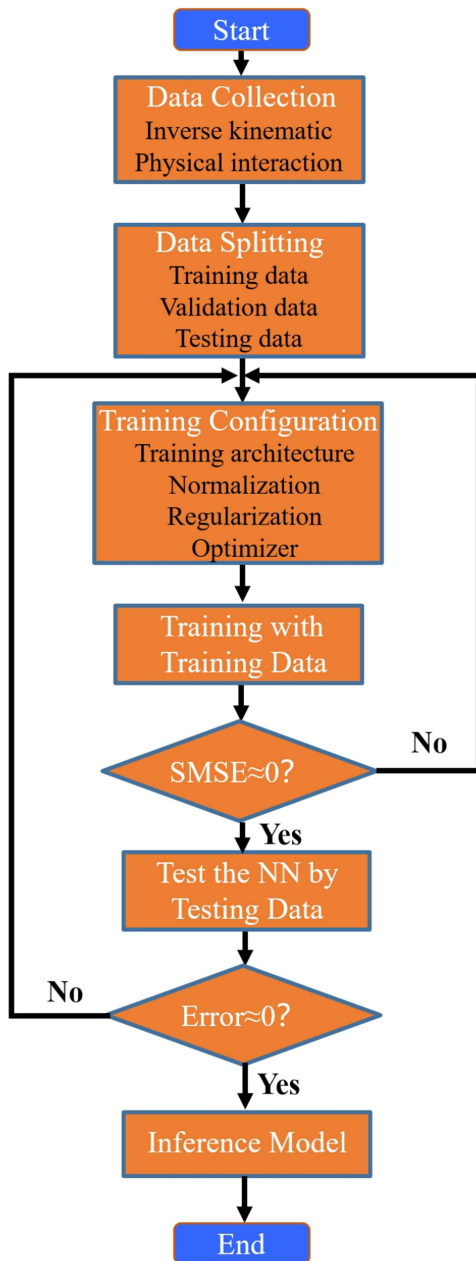 Start
Data Collection
Inverse kinematic
Physical interaction
Data Splitting
Training data
Validation data
Testing data
Training Configuration
Training architecture
Normalization
Regularization
Optimizer
Training with
Training Data
SMSE≈0?
No
Yes
Test the NN by
Testing Data
No
Error≈0?
Yes
Inference Model
End